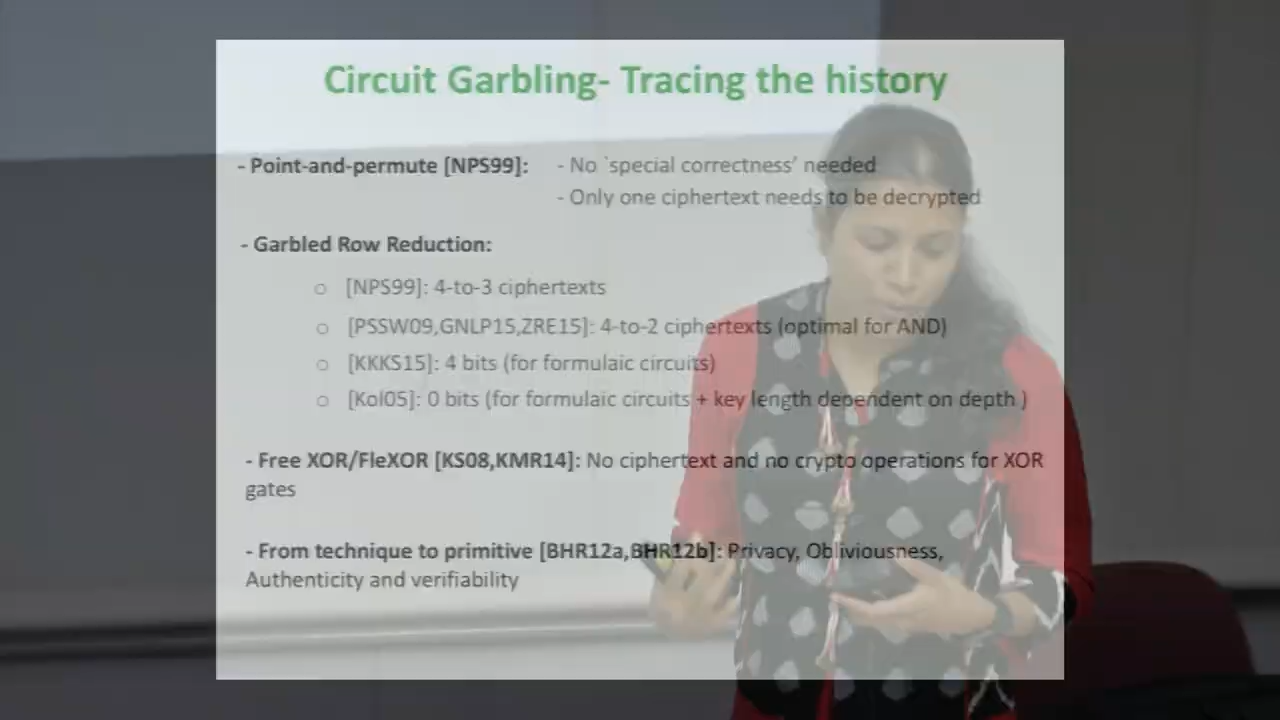 Circuit Garbling- Tracing the history
- Point-and-permute [NPS99]: - No `special correctness’ needed
- Only one ciphertext needs to be decrypted
- Garbled Row Reduction:
o [NPS99]: 4-to-3 ciphertexts
o [PSSW09,GNLP15,ZRE15]: 4-to-2 ciphertexts (optimal for AND)
o [KKKS15]: 4 bits (for formulaic circuits)
o [Kol05]: 0 bits (for formulaic circuits + key length dependent on depth )
- Free XOR/FleXOR [KS08,KMR14]: No ciphertext and no crypto operations for XOR
gates
- From technique to primitive [BHR12a,BHR12b]: Privacy, Obliviousness,
Authenticity and verifiability